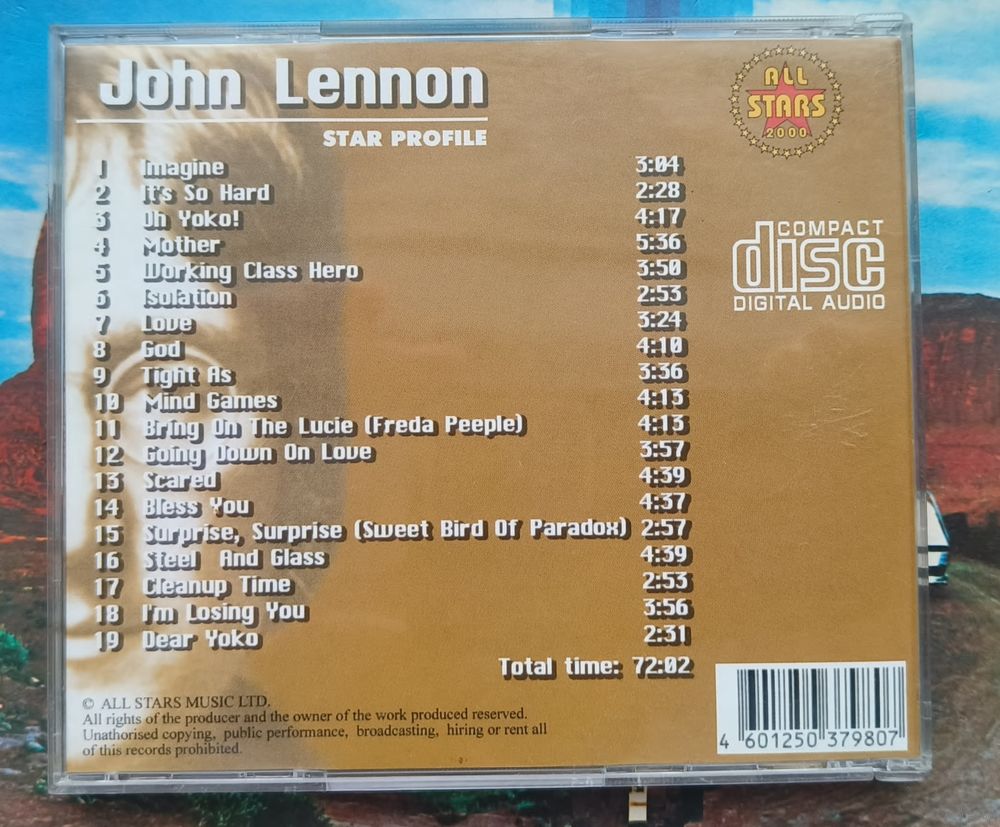 John Lennon
STAR PROFILE
ALL
STARS
2000
COMPACT
disc
DIGITAL AUDIO
1 Imagine 3:04
2 It's So Hard 2:28
3 Oh Yoko! 4:17
4 Mother 5:36
5 Working Class Hero 3:50
6 Isolation 2:53
7 Love 3:24
8 God 4:10
9 Tight As 3:36
10 Mind Games 4:13
11 Bring On The Lucie (Freda Peeple) 4:13
12 Going Down On Love 3:57
13 Scared 4:39
14 Bless You 4:37
15 Surprise, Surprise (Sweet Bird Of Paradox) 2:57
16 Steel And Glass 4:39
17 Cleanup Time 2:53
18 I'm Losing You 3:56
19 Dear Yoko 2:31
Total time: 72:02
© ALL STARS MUSIC LTD.
All rights of the producer and the owner of the work produced reserved.
Unathorised copying, public performance, broadcasting, hiring or rent all
of this records prohibited.
4 601250 379807